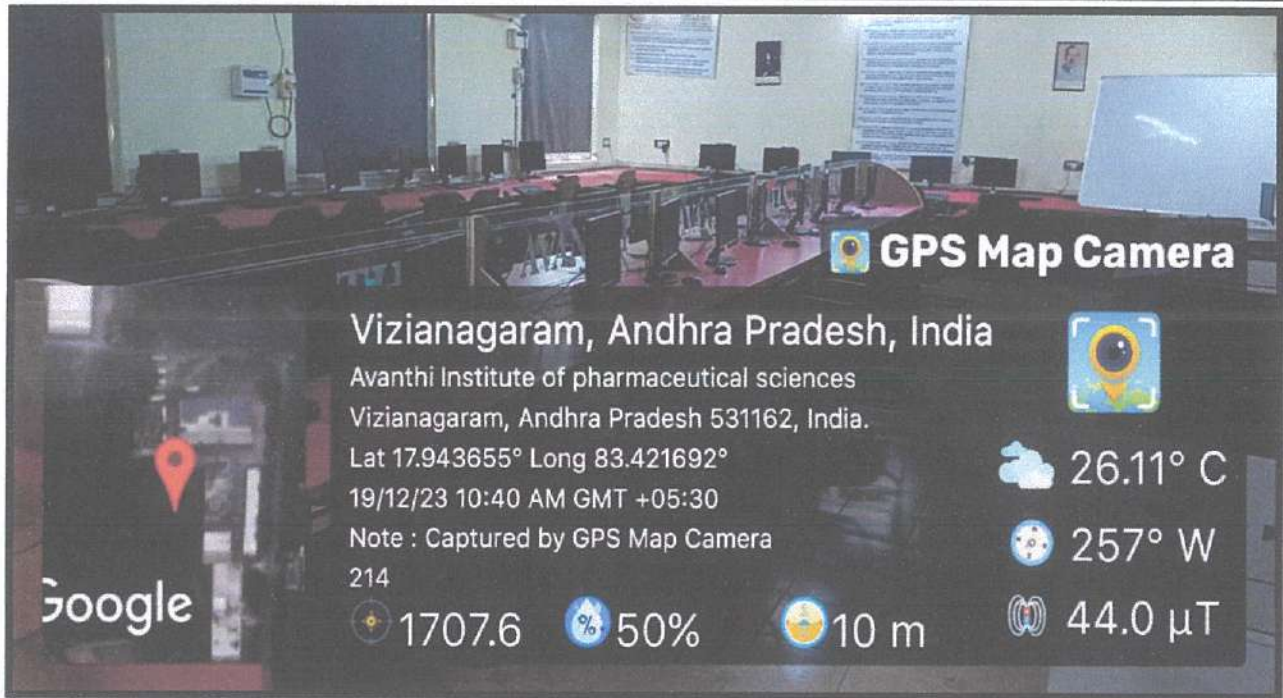 GPS Map Camera
Vizianagaram, Andhra Pradesh, India
Avanthi Institute of pharmaceutical sciences
Vizianagaram, Andhra Pradesh 531162, India.
Lat 17.943655° Long 83.421692°
19/12/23 10:40 AM GMT +05:30
Note : Captured by GPS Map Camera
214
Google
1707.6
50%
10 m
26.11° C
257° W
44.0 µT